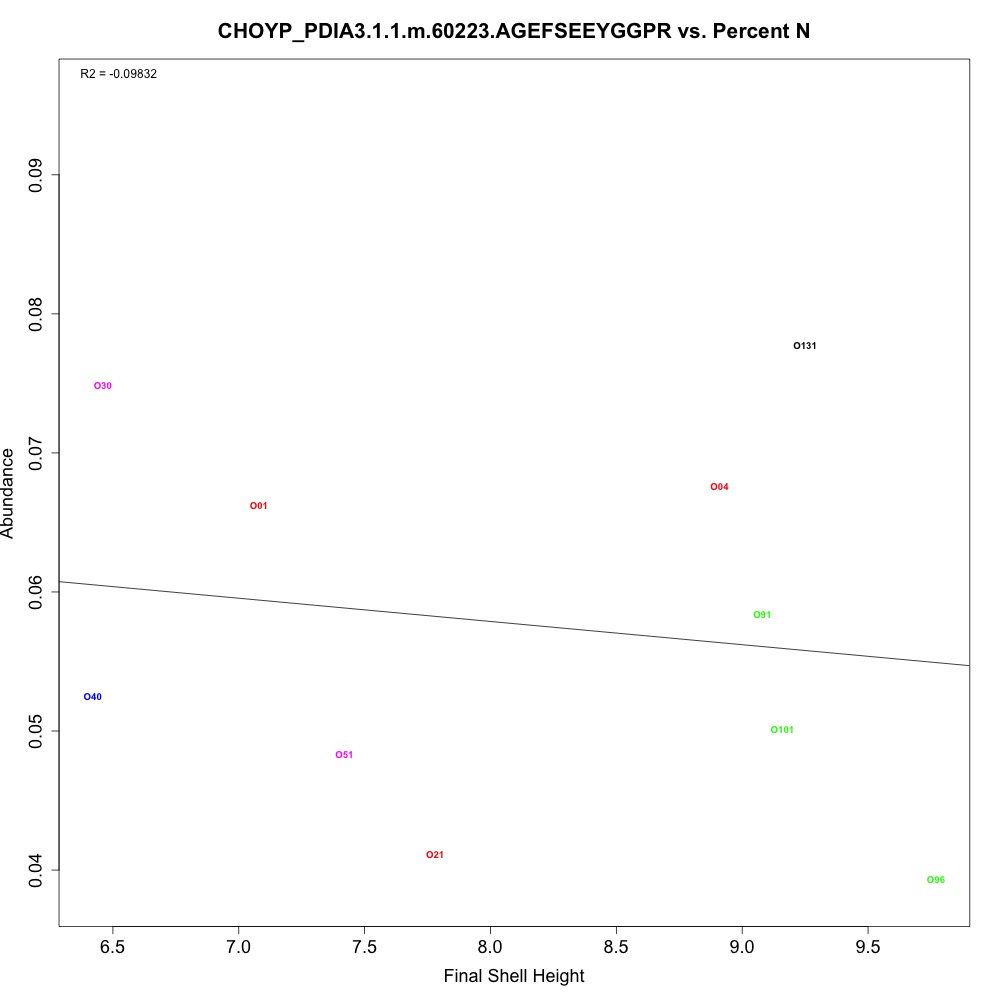 CHOYP_PDIA3.1.1.m.60223.AGEFSEEYGGPR vs. Percent N
R2 = -0.09832
0.09
0.08
O131
O30
0.07
Abundance
O04
O01
0.06
O91
O40
0.05
O101
O51
O21
0.04
O96
6.5 7.0 7.5 8.0 8.5 9.0 9.5
Final Shell Height